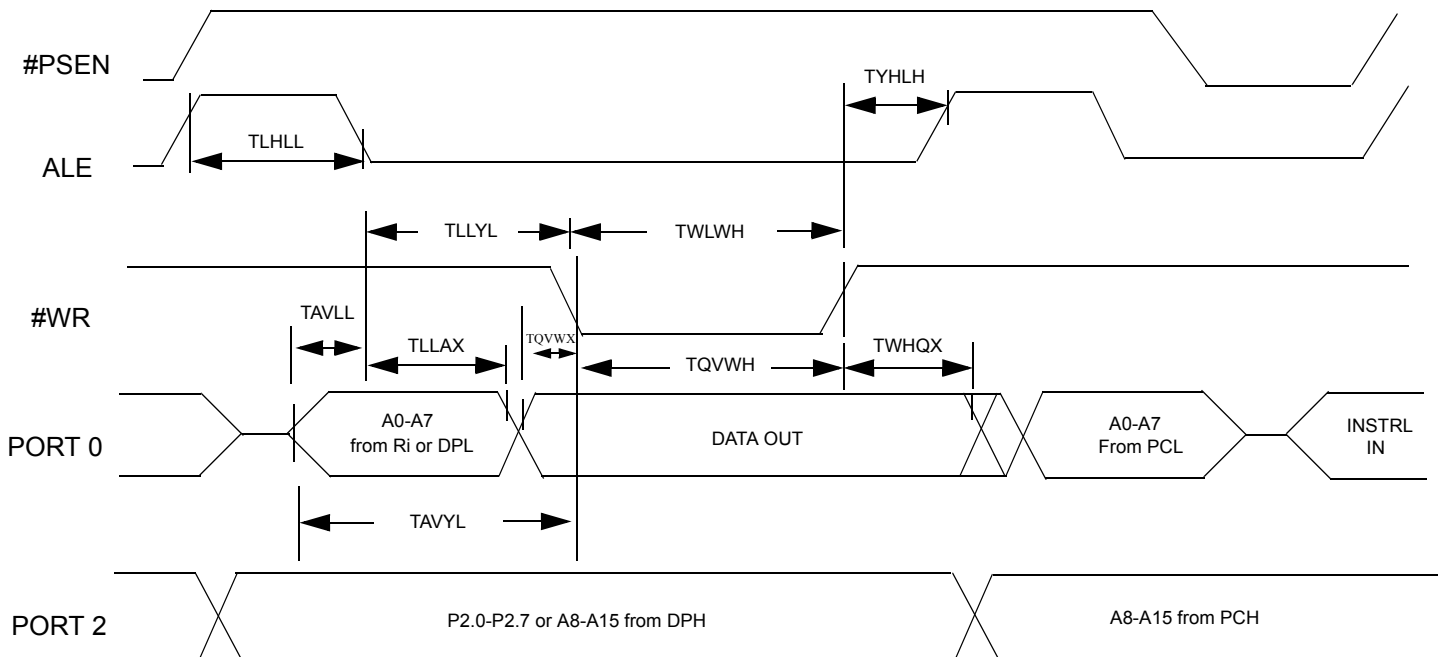 #PSEN
TYHLH
TLHLL
ALE
TLLYL
TWLWH
#WR
TAVLL
TLLAX
TQVWX
TQVWH
TWHQX
PORT 0
A0-A7
from Ri or DPL
DATA OUT
A0-A7
From PCL
INSTRL
IN
TAVYL
PORT 2
P2.0-P2.7 or A8-A15 from DPH
A8-A15 from PCH